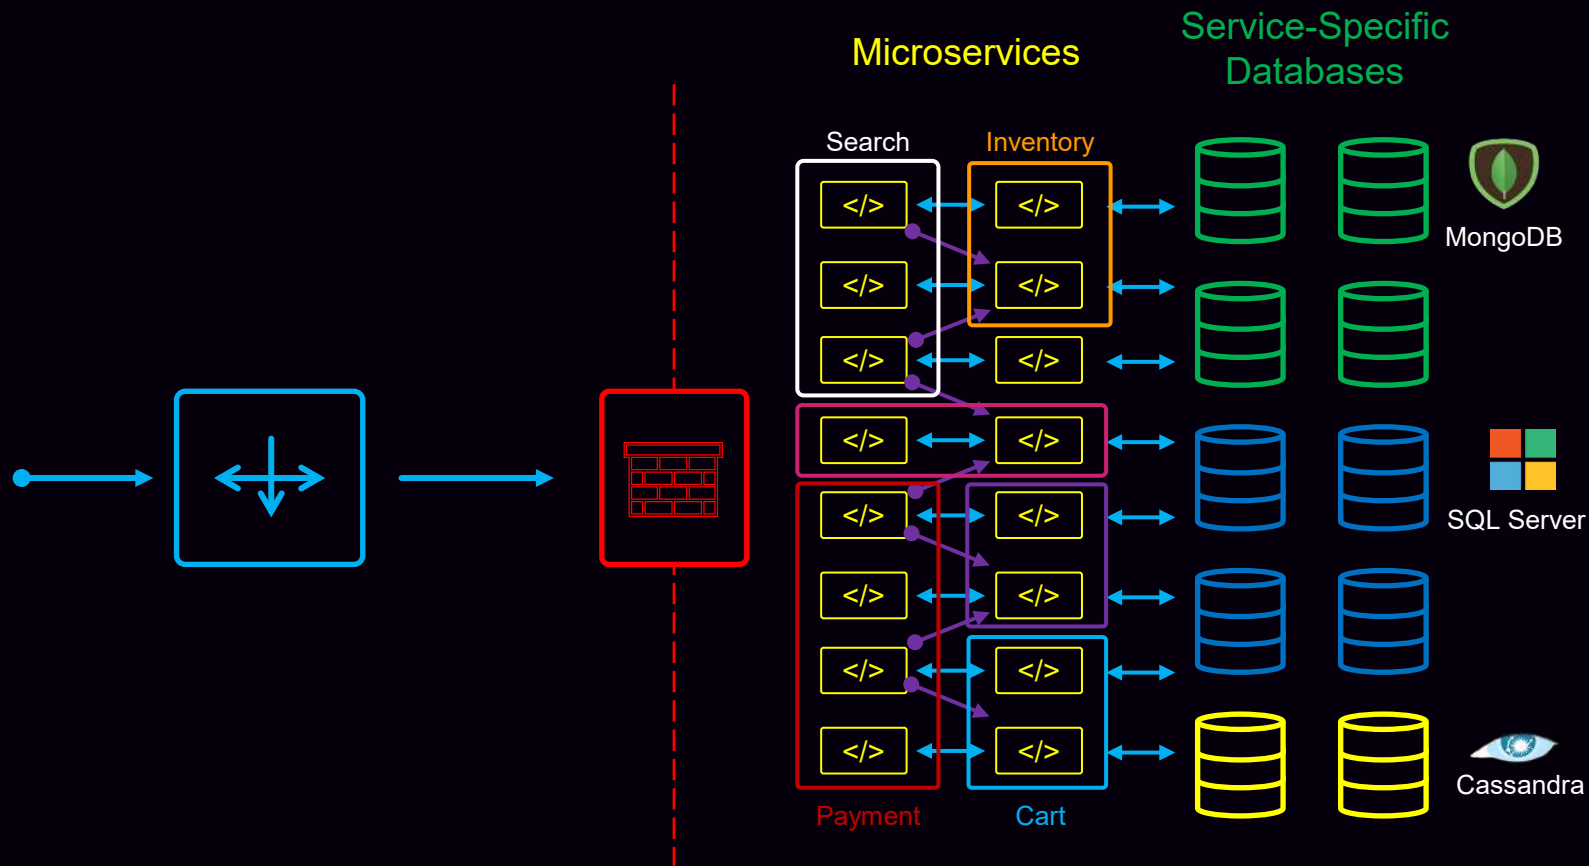 Microservices
Service-Specific
Databases
Search
Inventory
</> </>
MongoDB
</> </>
</> </>
</> </>
SQL Server
</> </>
</> </>
</> </>
</> </>
Cassandra
Payment
Cart